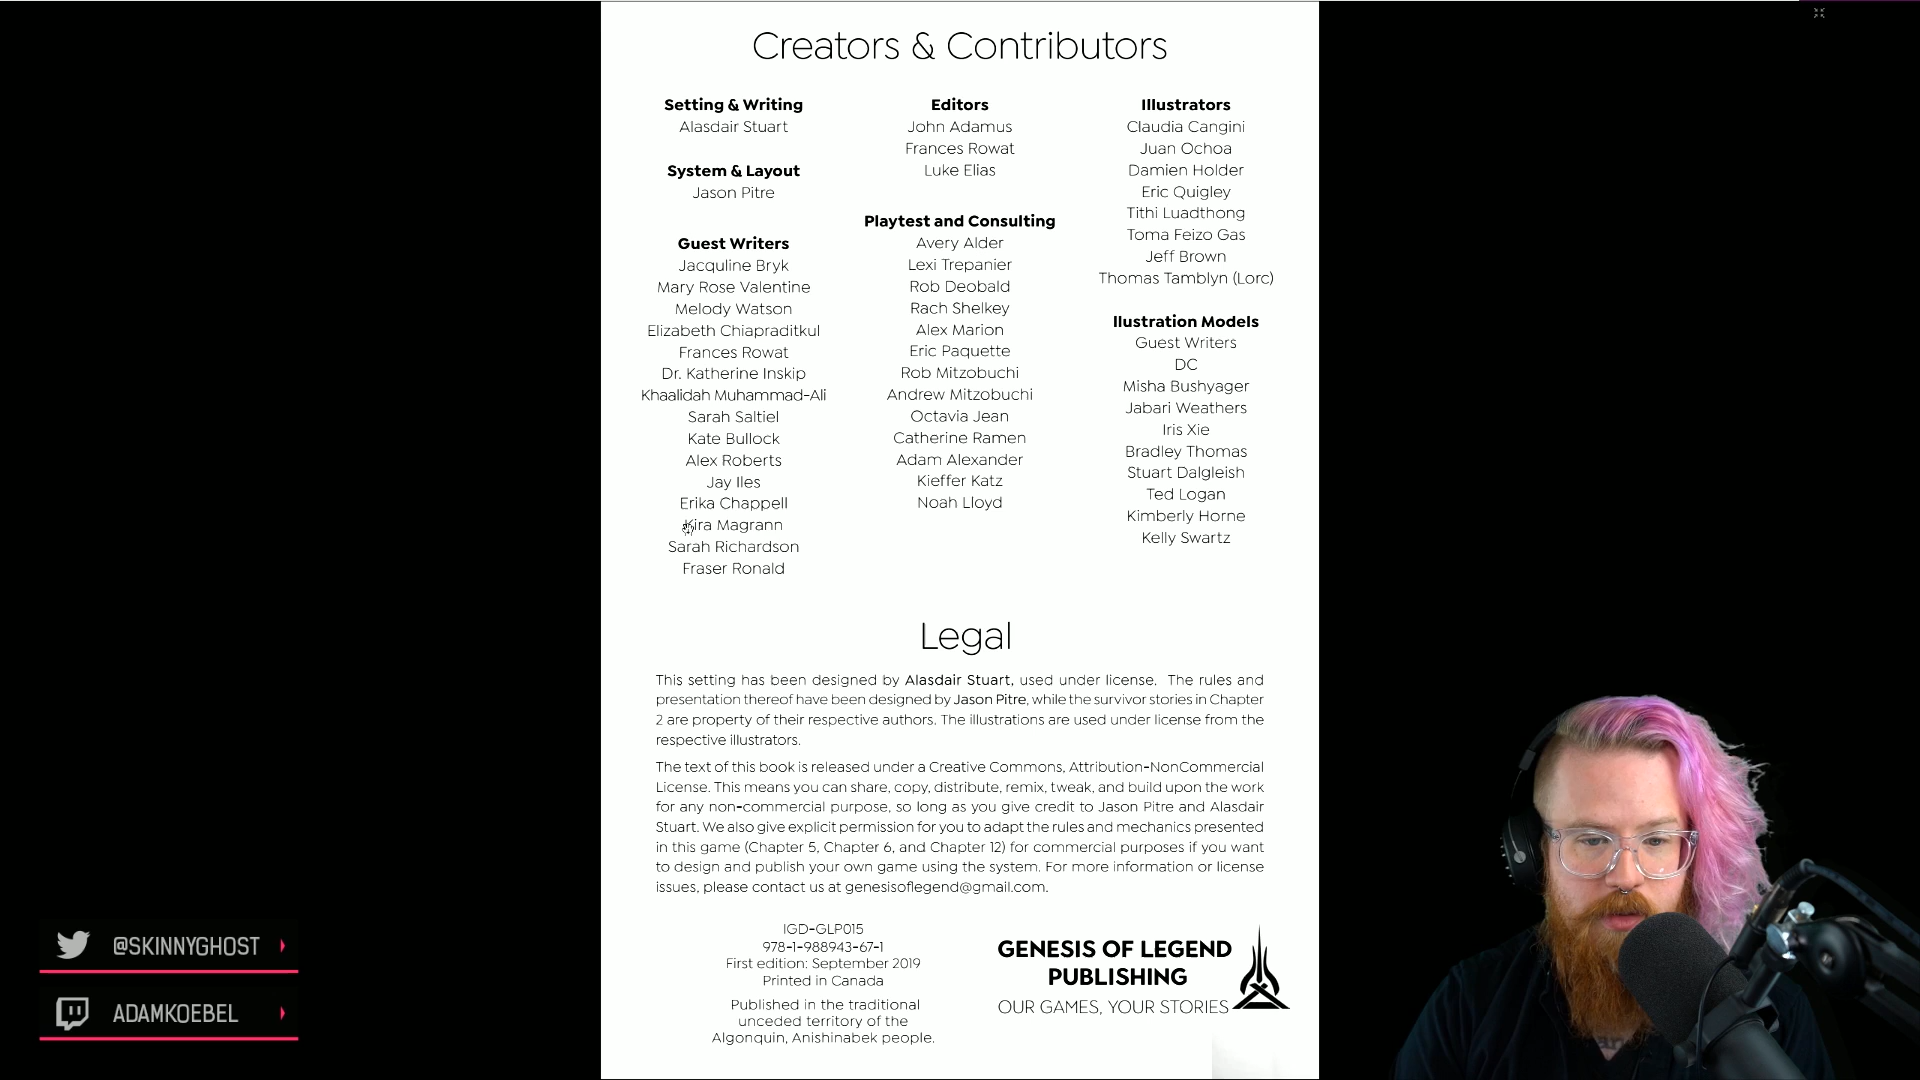 Creators & Contributors
Setting & Writing
Alasdair Stuart
System & Layout
Jason Pitre
Guest Writers
Jacquline Bryk
Mary Rose Valentine
Melody Watson
Elizabeth Chiapraditkul
Frances Rowat
Dr. Katherine Inskip
Khaalidah Muhammad-Ali
Sarah Saltiel
Kate Bullock
Alex Roberts
Jay Iles
Erika Chappell
Kira Magrann
Sarah Richardson
Fraser Ronald
Editors
John Adamus
Frances Rowat
Luke Elias
Playtest and Consulting
Avery Alder
Lexi Trepanier
Rob Deobald
Rach Shelkey
Alex Marion
Eric Paquette
Rob Mitzobuchi
Andrew Mitzobuchi
Octavia Jean
Catherine Ramen
Adam Alexander
Kieffer Katz
Noah Lloyd
Illustrators
Claudia Cangini
Juan Ochoa
Damien Holder
Eric Quigley
Tithi Luadthong
Toma Feizo Gas
Jeff Brown
Thomas Tamblyn (Lorc)
Ilustration Models
Guest Writers
DC
Misha Bushyager
Jabari Weathers
Iris Xie
Bradley Thomas
Stuart Dalgleish
Ted Logan
Kimberly Horne
Kelly Swartz
Legal
This setting has been designed by Alasdair Stuart, used under license. The rules and
presentation thereof have been designed by Jason Pitre, while the survivor stories in Chapter
2 are property of their respective authors. The illustrations are used under license from the
respective illustrators.
The text of this book is released under a Creative Commons, Attribution-NonCommercial
License. This means you can share, copy, distribute, remix, tweak, and build upon the work
for any non-commercial purpose, so long as you give credit to Jason Pitre and Alasdair
Stuart. We also give explicit permission for you to adapt the rules and mechanics presented
in this game (Chapter 5, Chapter 6, and Chapter 12) for commercial purposes if you want
to design and publish your own game using the system. For more information or license
issues, please contact us at genesisoflegend@gmail.com.
IGD-GLP015
978-1-988943-67-1
First edition: September 2019
Printed in Canada
Published in the traditional
unceded territory of the
Algonquin, Anishinabek people.
GENESIS OF LEGEND
PUBLISHING
OUR GAMES, YOUR STORIES
@SKINNYGHOST
ADAMKOEBEL